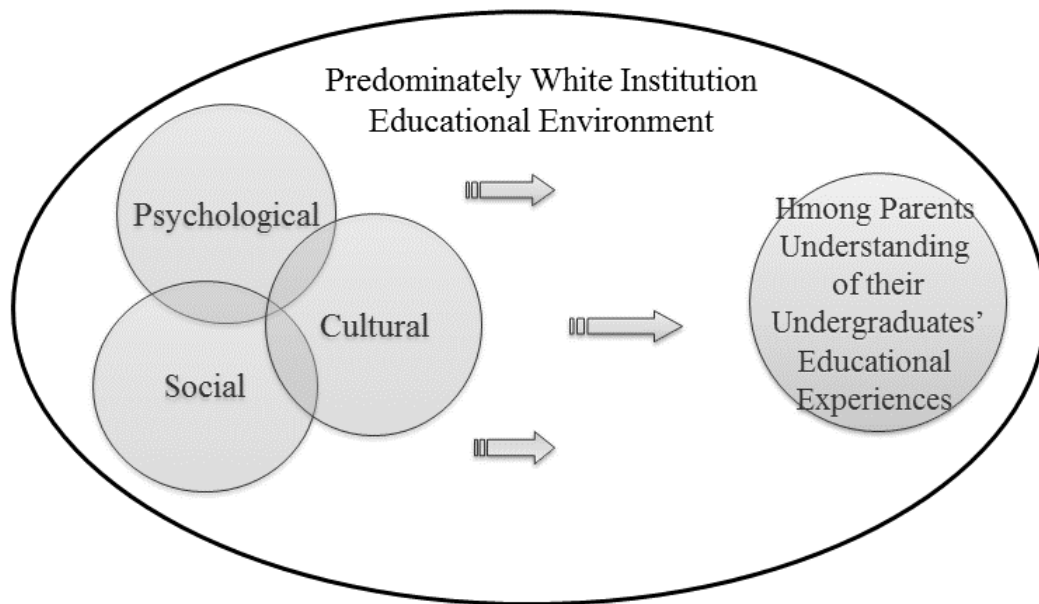 Predominately White Institution
Educational Environment
Psychological
Cultural
Social
Hmong Parents
Understanding
of their
Undergraduates’
Educational
Experiences